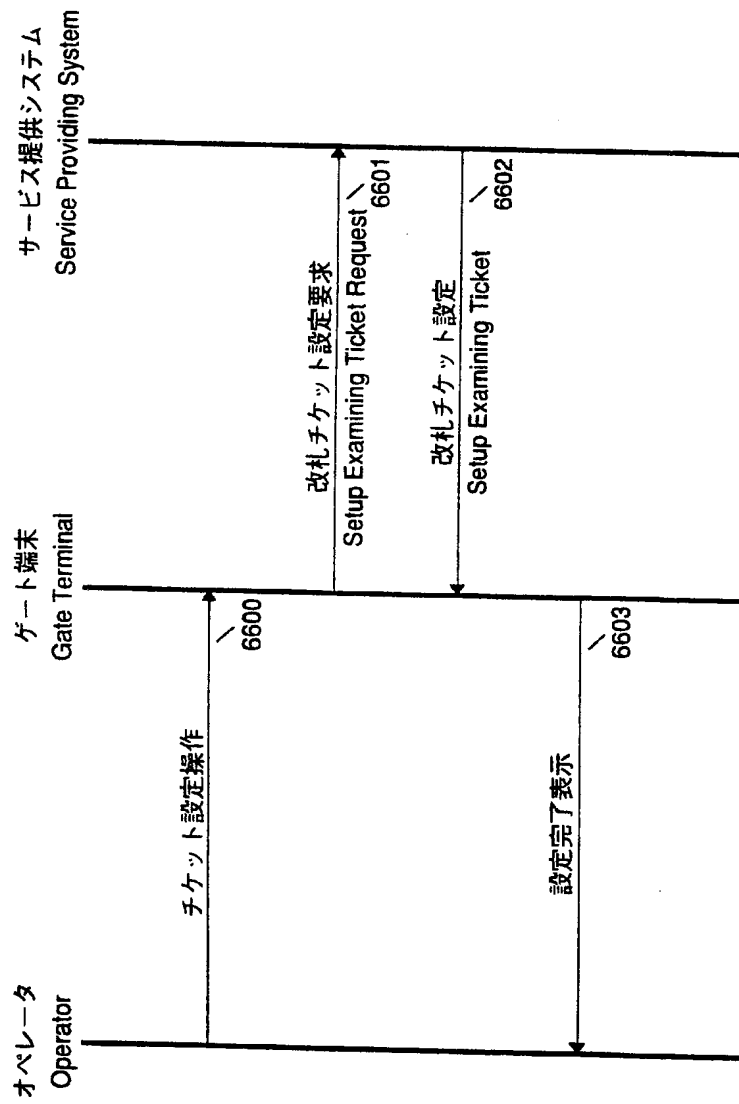 オペレータ
Operator
ゲート端末
Gate Terminal
サービス提供システム
Service Providing System
チケット設定操作
6600
改札チケット設定要求
Setup Examining Ticket Request
6601
改札チケット設定
Setup Examining Ticket
6602
設定完了表示
6603